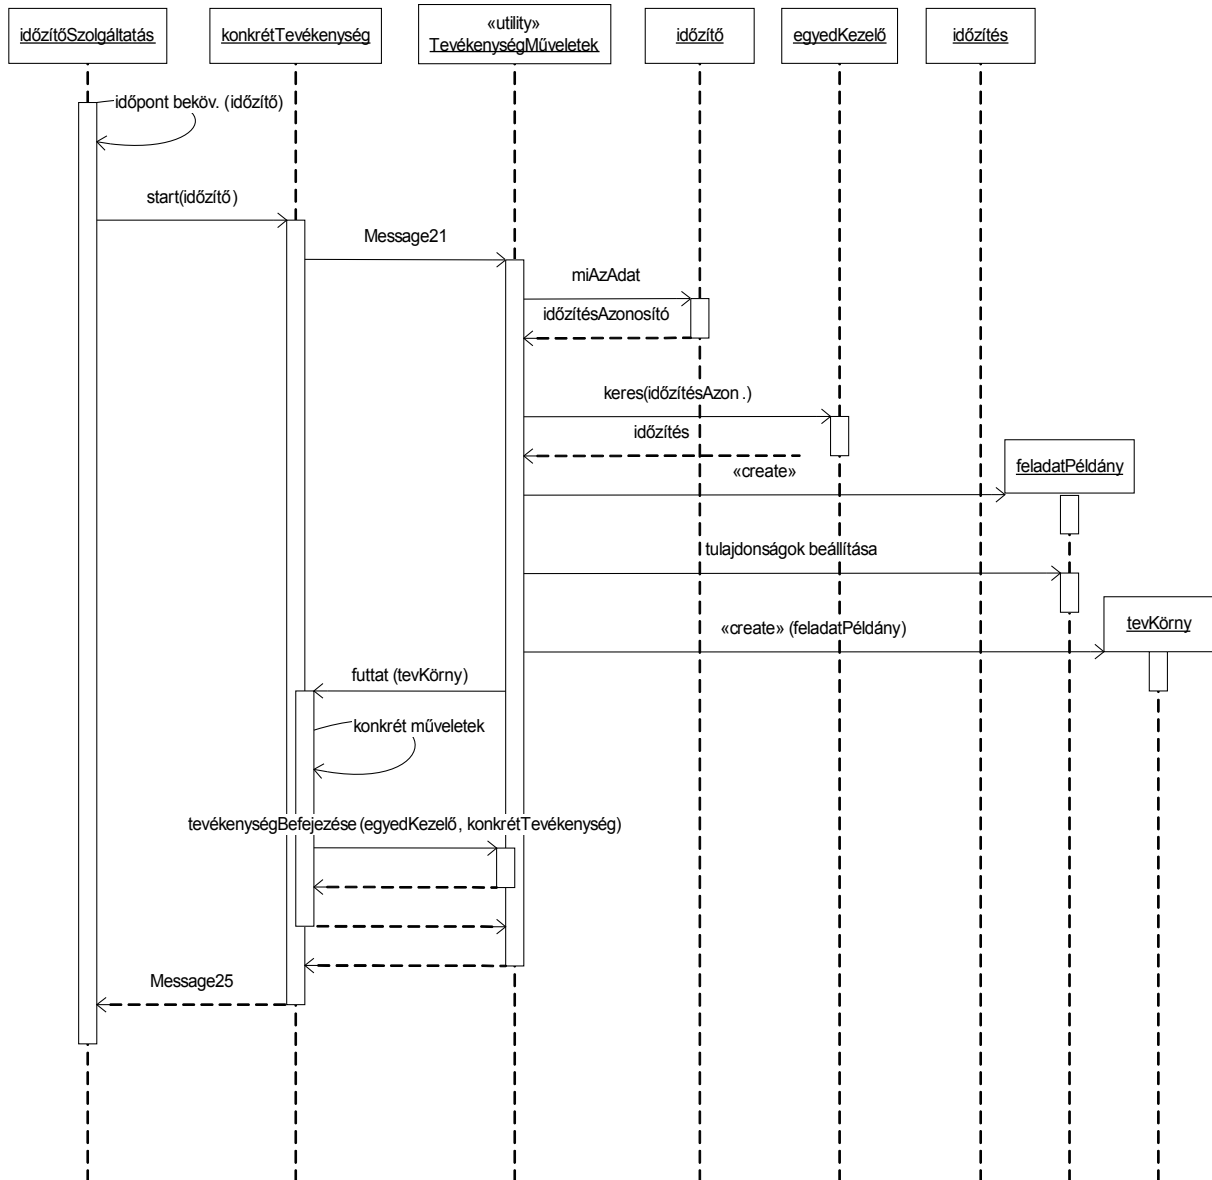 időzítőSzolgáltatás
konkrétTevékenység
«utility»
TevékenységMűveletek
időzítő
egyedKezelő
időzítés
időpont beköv. (időzítő)
start(időzítő)
Message21
miAzAdat
időzítésAzonosító
keres(időzítésAzon.)
időzítés
«create»
feladatPéldány
tulajdonságok beállítása
«create» (feladatPéldány)
tevKörny
futtat (tevKörny)
konkrét műveletek
tevékenységBefejezése (egyedKezelő, konkrétTevékenység)
Message25